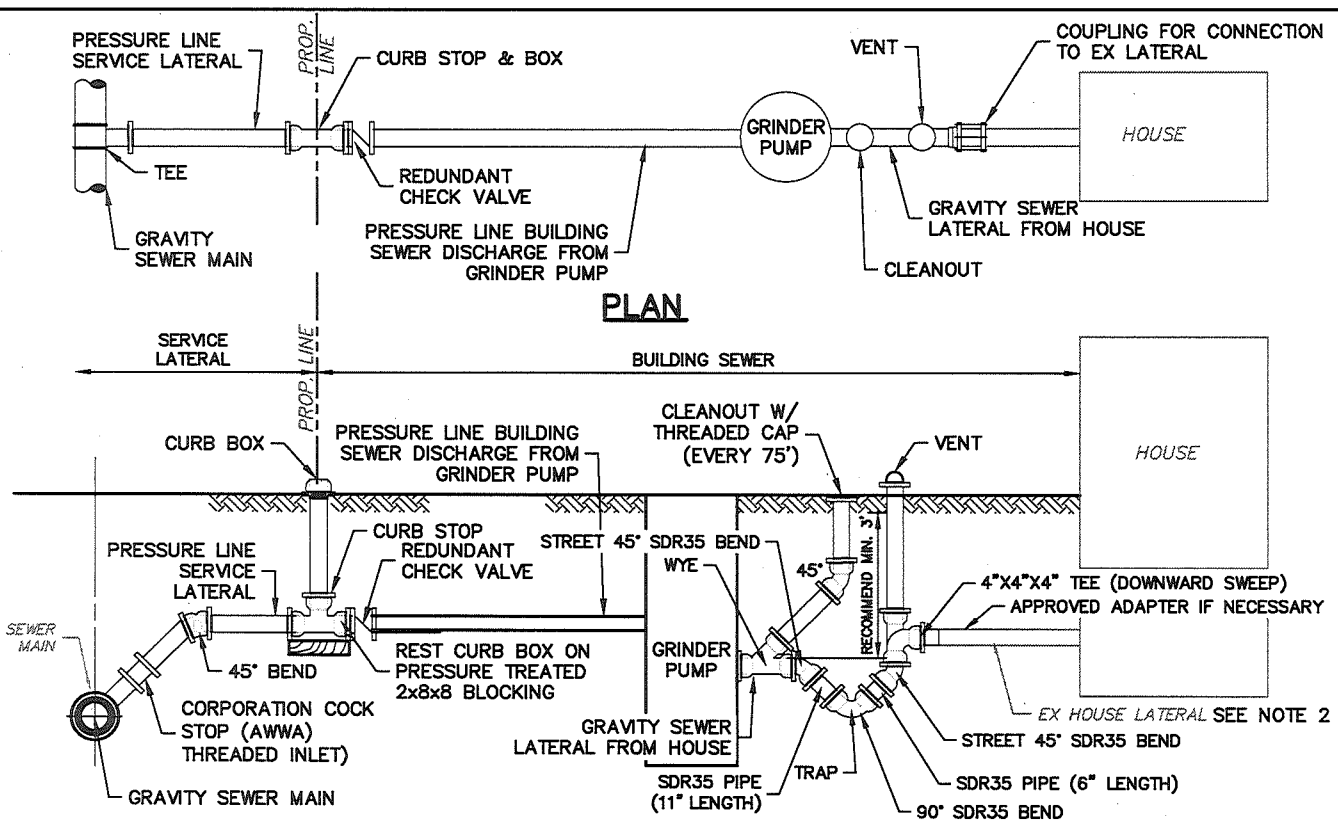 PRESSURE LINE
SERVICE LATERAL
PROP.
LINE
CURB STOP & BOX
VENT
COUPLING FOR CONNECTION
TO EX LATERAL
GRINDER
PUMP
HOUSE
TEE
REDUNDANT
CHECK VALVE
GRAVITY
SEWER MAIN
PRESSURE LINE BUILDING
SEWER DISCHARGE FROM
GRINDER PUMP
GRAVITY SEWER
LATERAL FROM HOUSE
CLEANOUT
PLAN
SERVICE
LATERAL
PROP. LINE
BUILDING SEWER
CURB BOX
PRESSURE LINE BUILDING
SEWER DISCHARGE FROM
GRINDER PUMP
CLEANOUT W/
THREADED CAP
(EVERY 75')
VENT
HOUSE
CURB STOP
REDUNDANT
CHECK VALVE
STREET 45° SDR35 BEND
WYE
45°
RECOMMEND MIN. 3'
PRESSURE LINE
SERVICE
LATERAL
4"X4"X4" TEE (DOWNWARD SWEEP)
APPROVED ADAPTER IF NECESSARY
SEWER
MAIN
45° BEND
REST CURB BOX ON
PRESSURE TREATED
2x8x8 BLOCKING
GRINDER
PUMP
CORPORATION COCK
STOP (AWWA)
THREADED INLET)
GRAVITY SEWER
LATERAL FROM HOUSE
EX HOUSE LATERAL SEE NOTE 2
STREET 45° SDR35 BEND
SDR35 PIPE
(11" LENGTH)
TRAP
SDR35 PIPE (6" LENGTH)
90° SDR35 BEND
GRAVITY SEWER MAIN